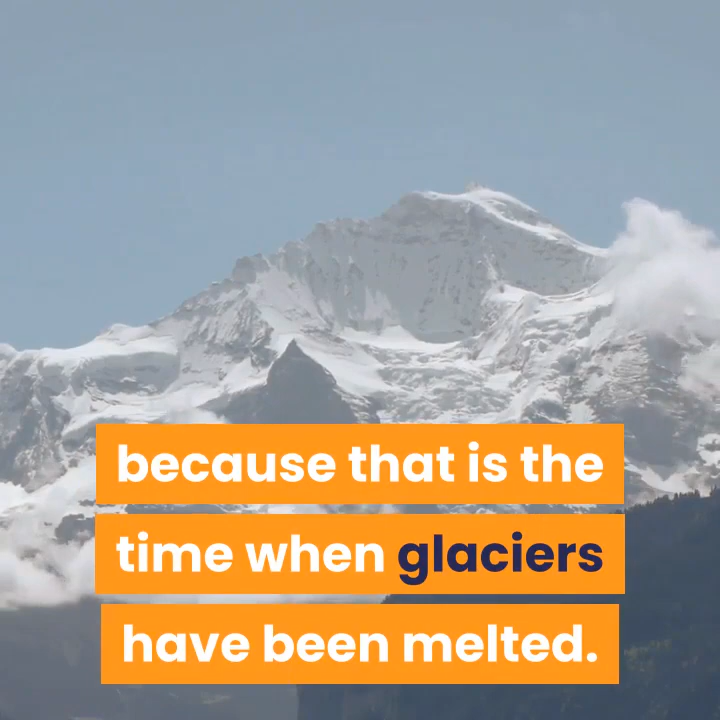 because that is the
time when glaciers
have been melted.